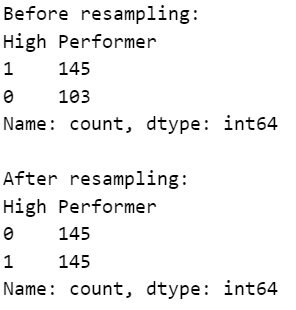 Before resampling:
High Performer
1    145
0    103
Name: count, dtype: int64

After resampling:
High Performer
0    145
1    145
Name: count, dtype: int64